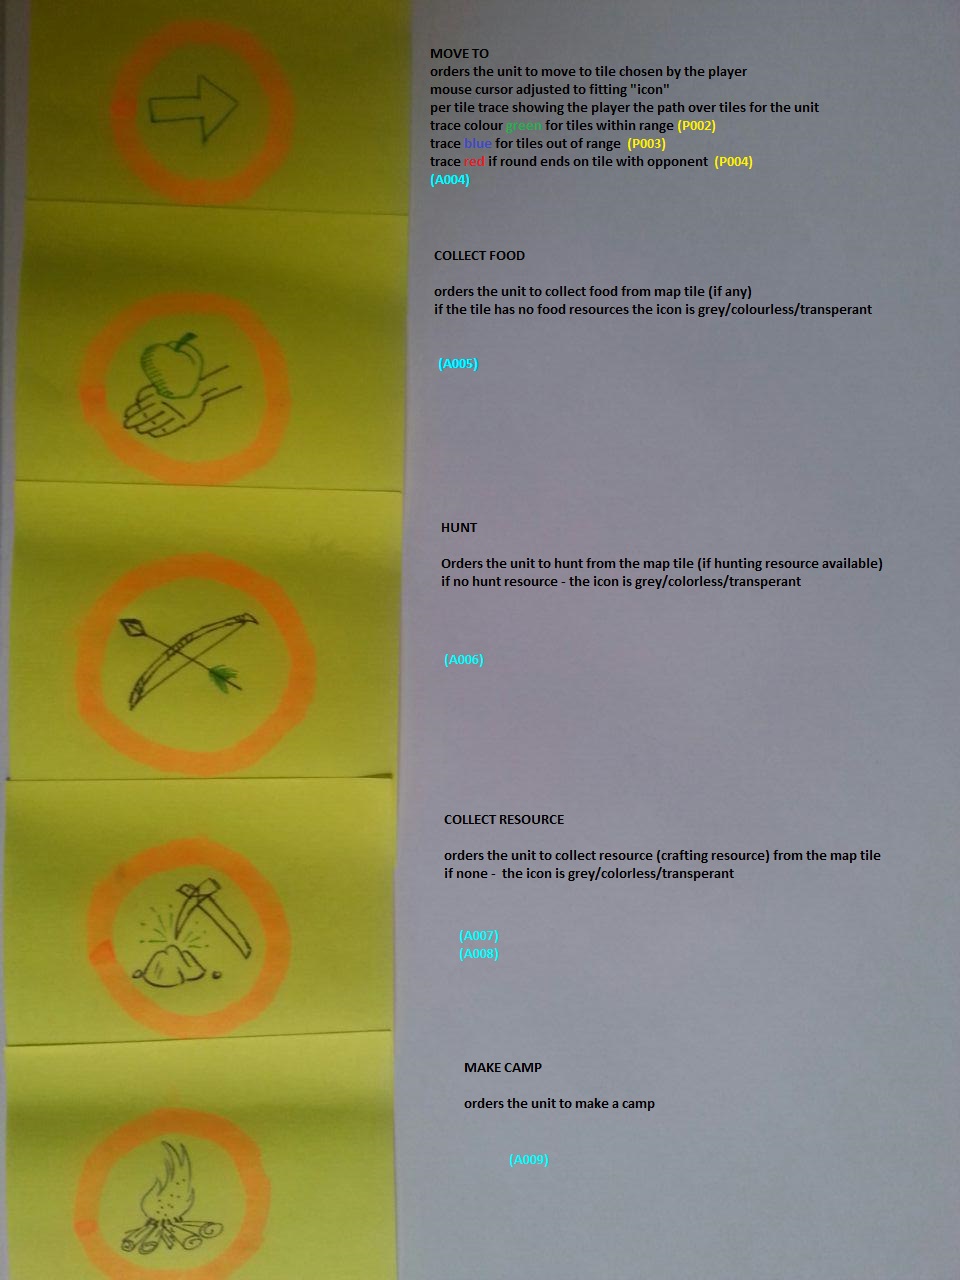 MOVE TO
orders the unit to move to tile chosen by the player
mouse cursor adjusted to fitting "icon"
per tile trace showing the player the path over tiles for the unit
trace colour green for tiles within range (P002)
trace blue for tiles out of range (P003)
trace red if round ends on tile with opponent (P004)
(A004)
COLLECT FOOD
orders the unit to collect food from map tile (if any)
if the tile has no food resources the icon is grey/colourless/transperant
(A005)
HUNT
Orders the unit to hunt from the map tile (if hunting resource available)
if no hunt resource - the icon is grey/colorless/transperant
(A006)
COLLECT RESOURCE
orders the unit to collect resource (crafting resource) from the map tile
if none - the icon is grey/colorless/transperant
(A007)
(A008)
MAKE CAMP
orders the unit to make a camp
(A009)